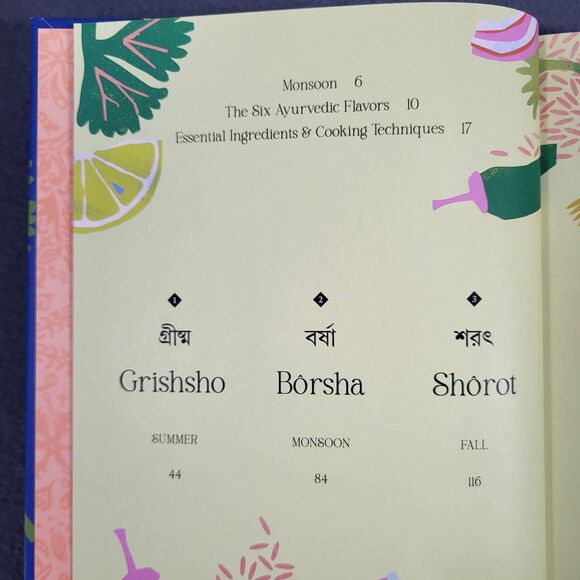 Monsoon 6
The Six Ayurvedic Flavors 10
Essential Ingredients & Cooking Techniques 17
1 2 3
গ্রীষ্ম বর্ষা শরৎ
Grishsho Bôrsha Shôrot
SUMMER MONSOON FALL
44 84 116